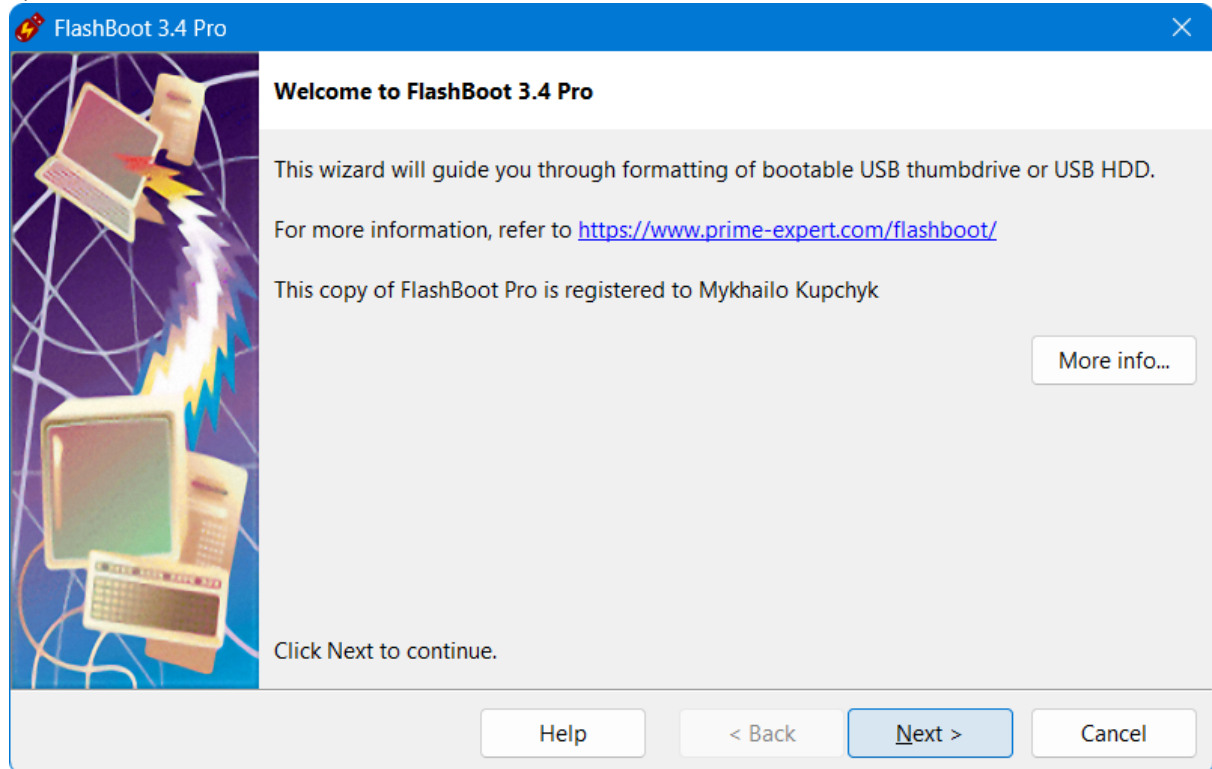 FlashBoot 3.4 Pro
Welcome to FlashBoot 3.4 Pro
This wizard will guide you through formatting of bootable USB thumbdrive or USB HDD.
For more information, refer to https://www.prime-expert.com/flashboot/
This copy of FlashBoot Pro is registered to Mykhailo Kupchyk
More info...
Click Next to continue.
Help
< Back
Next >
Cancel